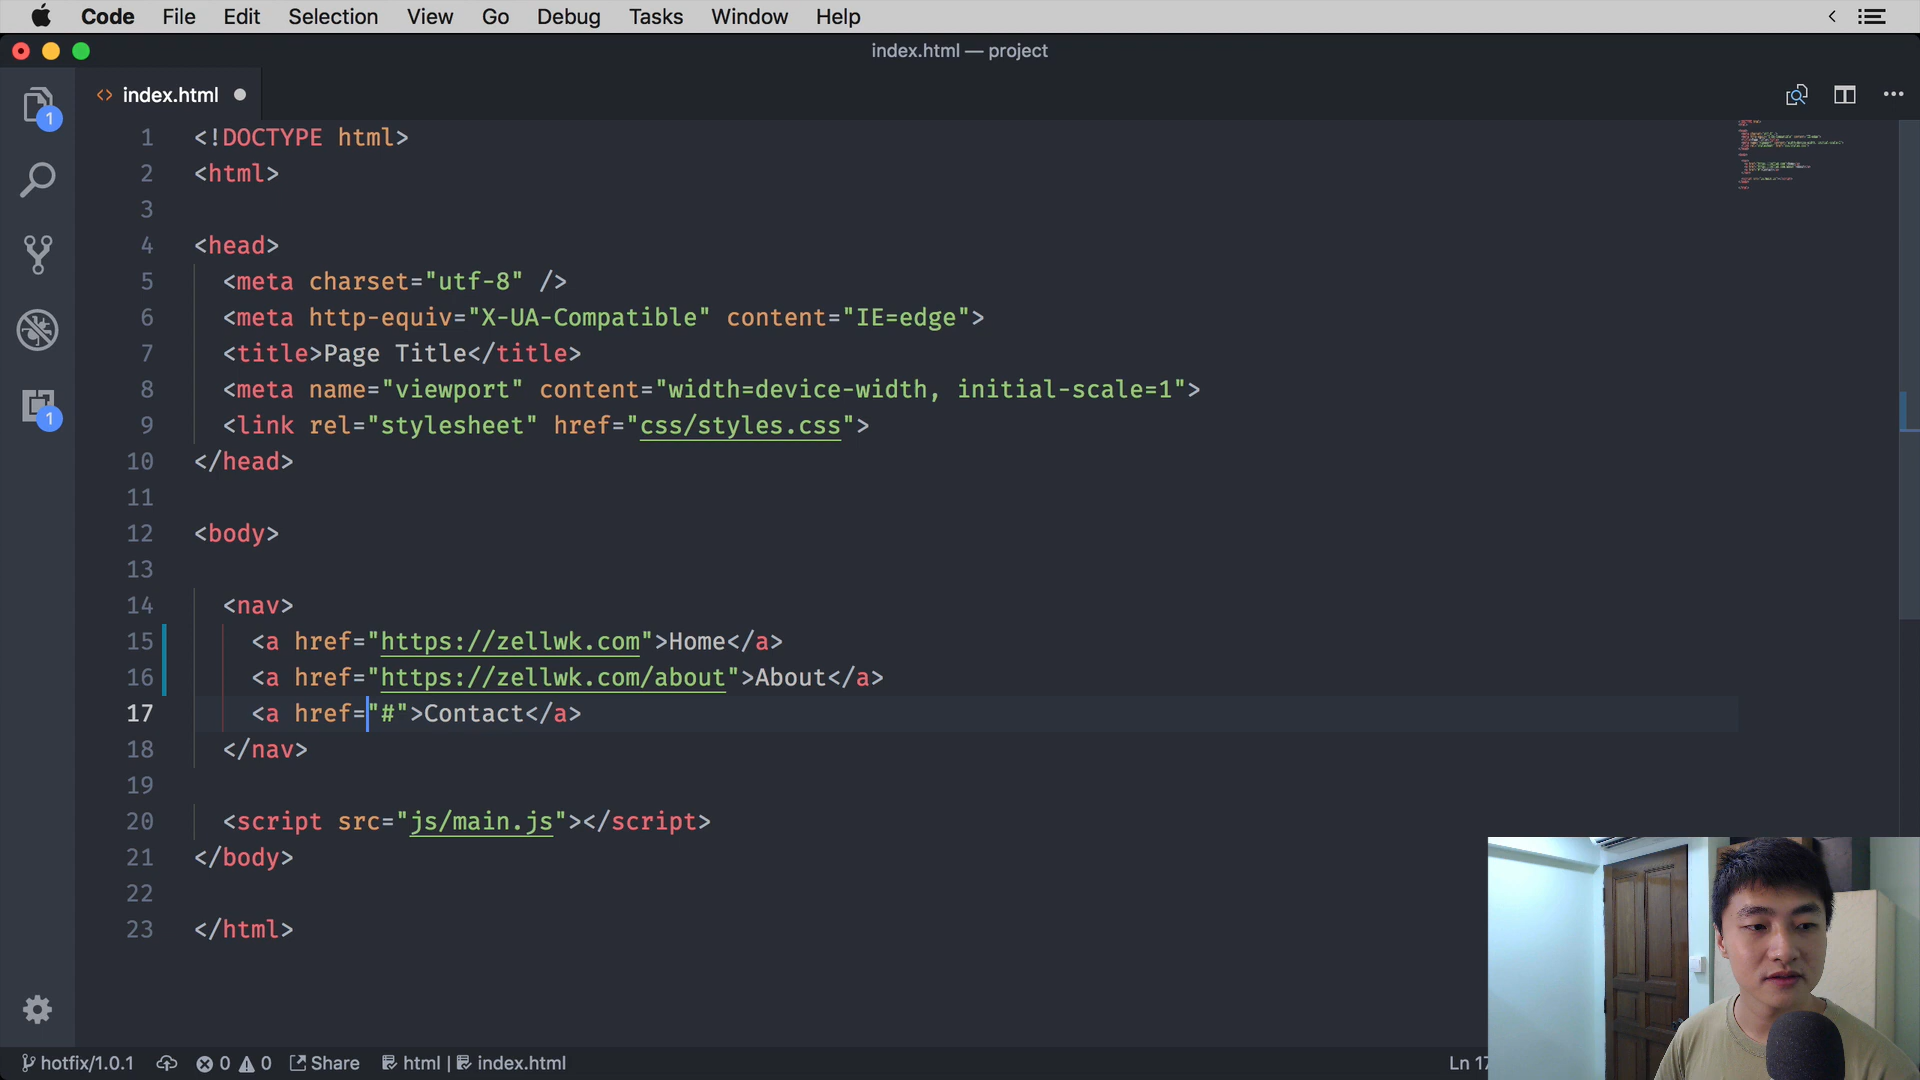 Code File Edit Selection View Go Debug Tasks Window Help
index.html — project
<> index.html
1 <!DOCTYPE html>
2 <html>
3
4 <head>
5 <meta charset="utf-8" />
6 <meta http-equiv="X-UA-Compatible" content="IE=edge">
7 <title>Page Title</title>
8 <meta name="viewport" content="width=device-width, initial-scale=1">
9 <link rel="stylesheet" href="css/styles.css">
10 </head>
11
12 <body>
13
14 <nav>
15 <a href="https://zellwk.com">Home</a>
16 <a href="https://zellwk.com/about">About</a>
17 <a href="#">Contact</a>
18 </nav>
19
20 <script src="js/main.js"></script>
21 </body>
22
23 </html>
1
1
hotfix/1.0.1 0 0 Share html | index.html Ln 17